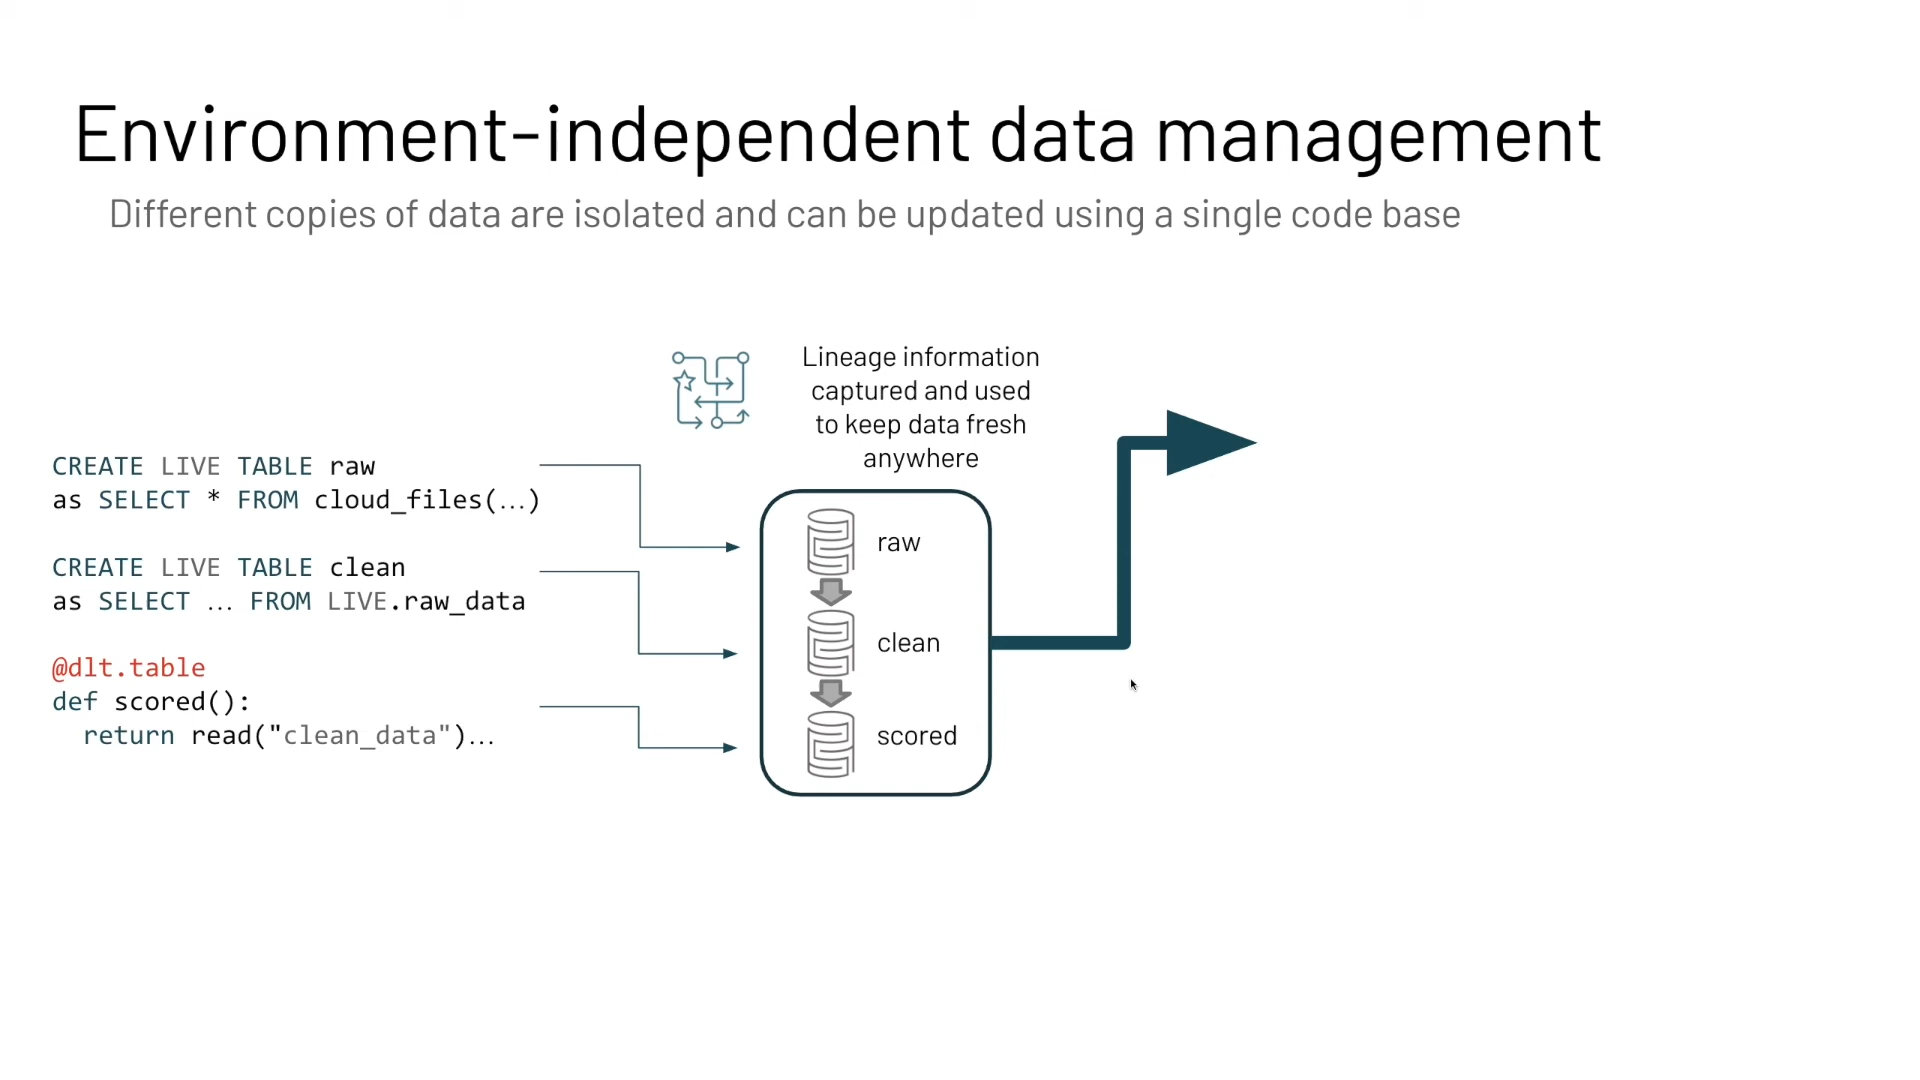 Environment-independent data management
Different copies of data are isolated and can be updated using a single code base
Lineage information
captured and used
to keep data fresh
anywhere
CREATE LIVE TABLE raw
as SELECT * FROM cloud_files(…)
CREATE LIVE TABLE clean
as SELECT … FROM LIVE.raw_data
@dlt.table
def scored():
  return read("clean_data")…
raw
clean
scored